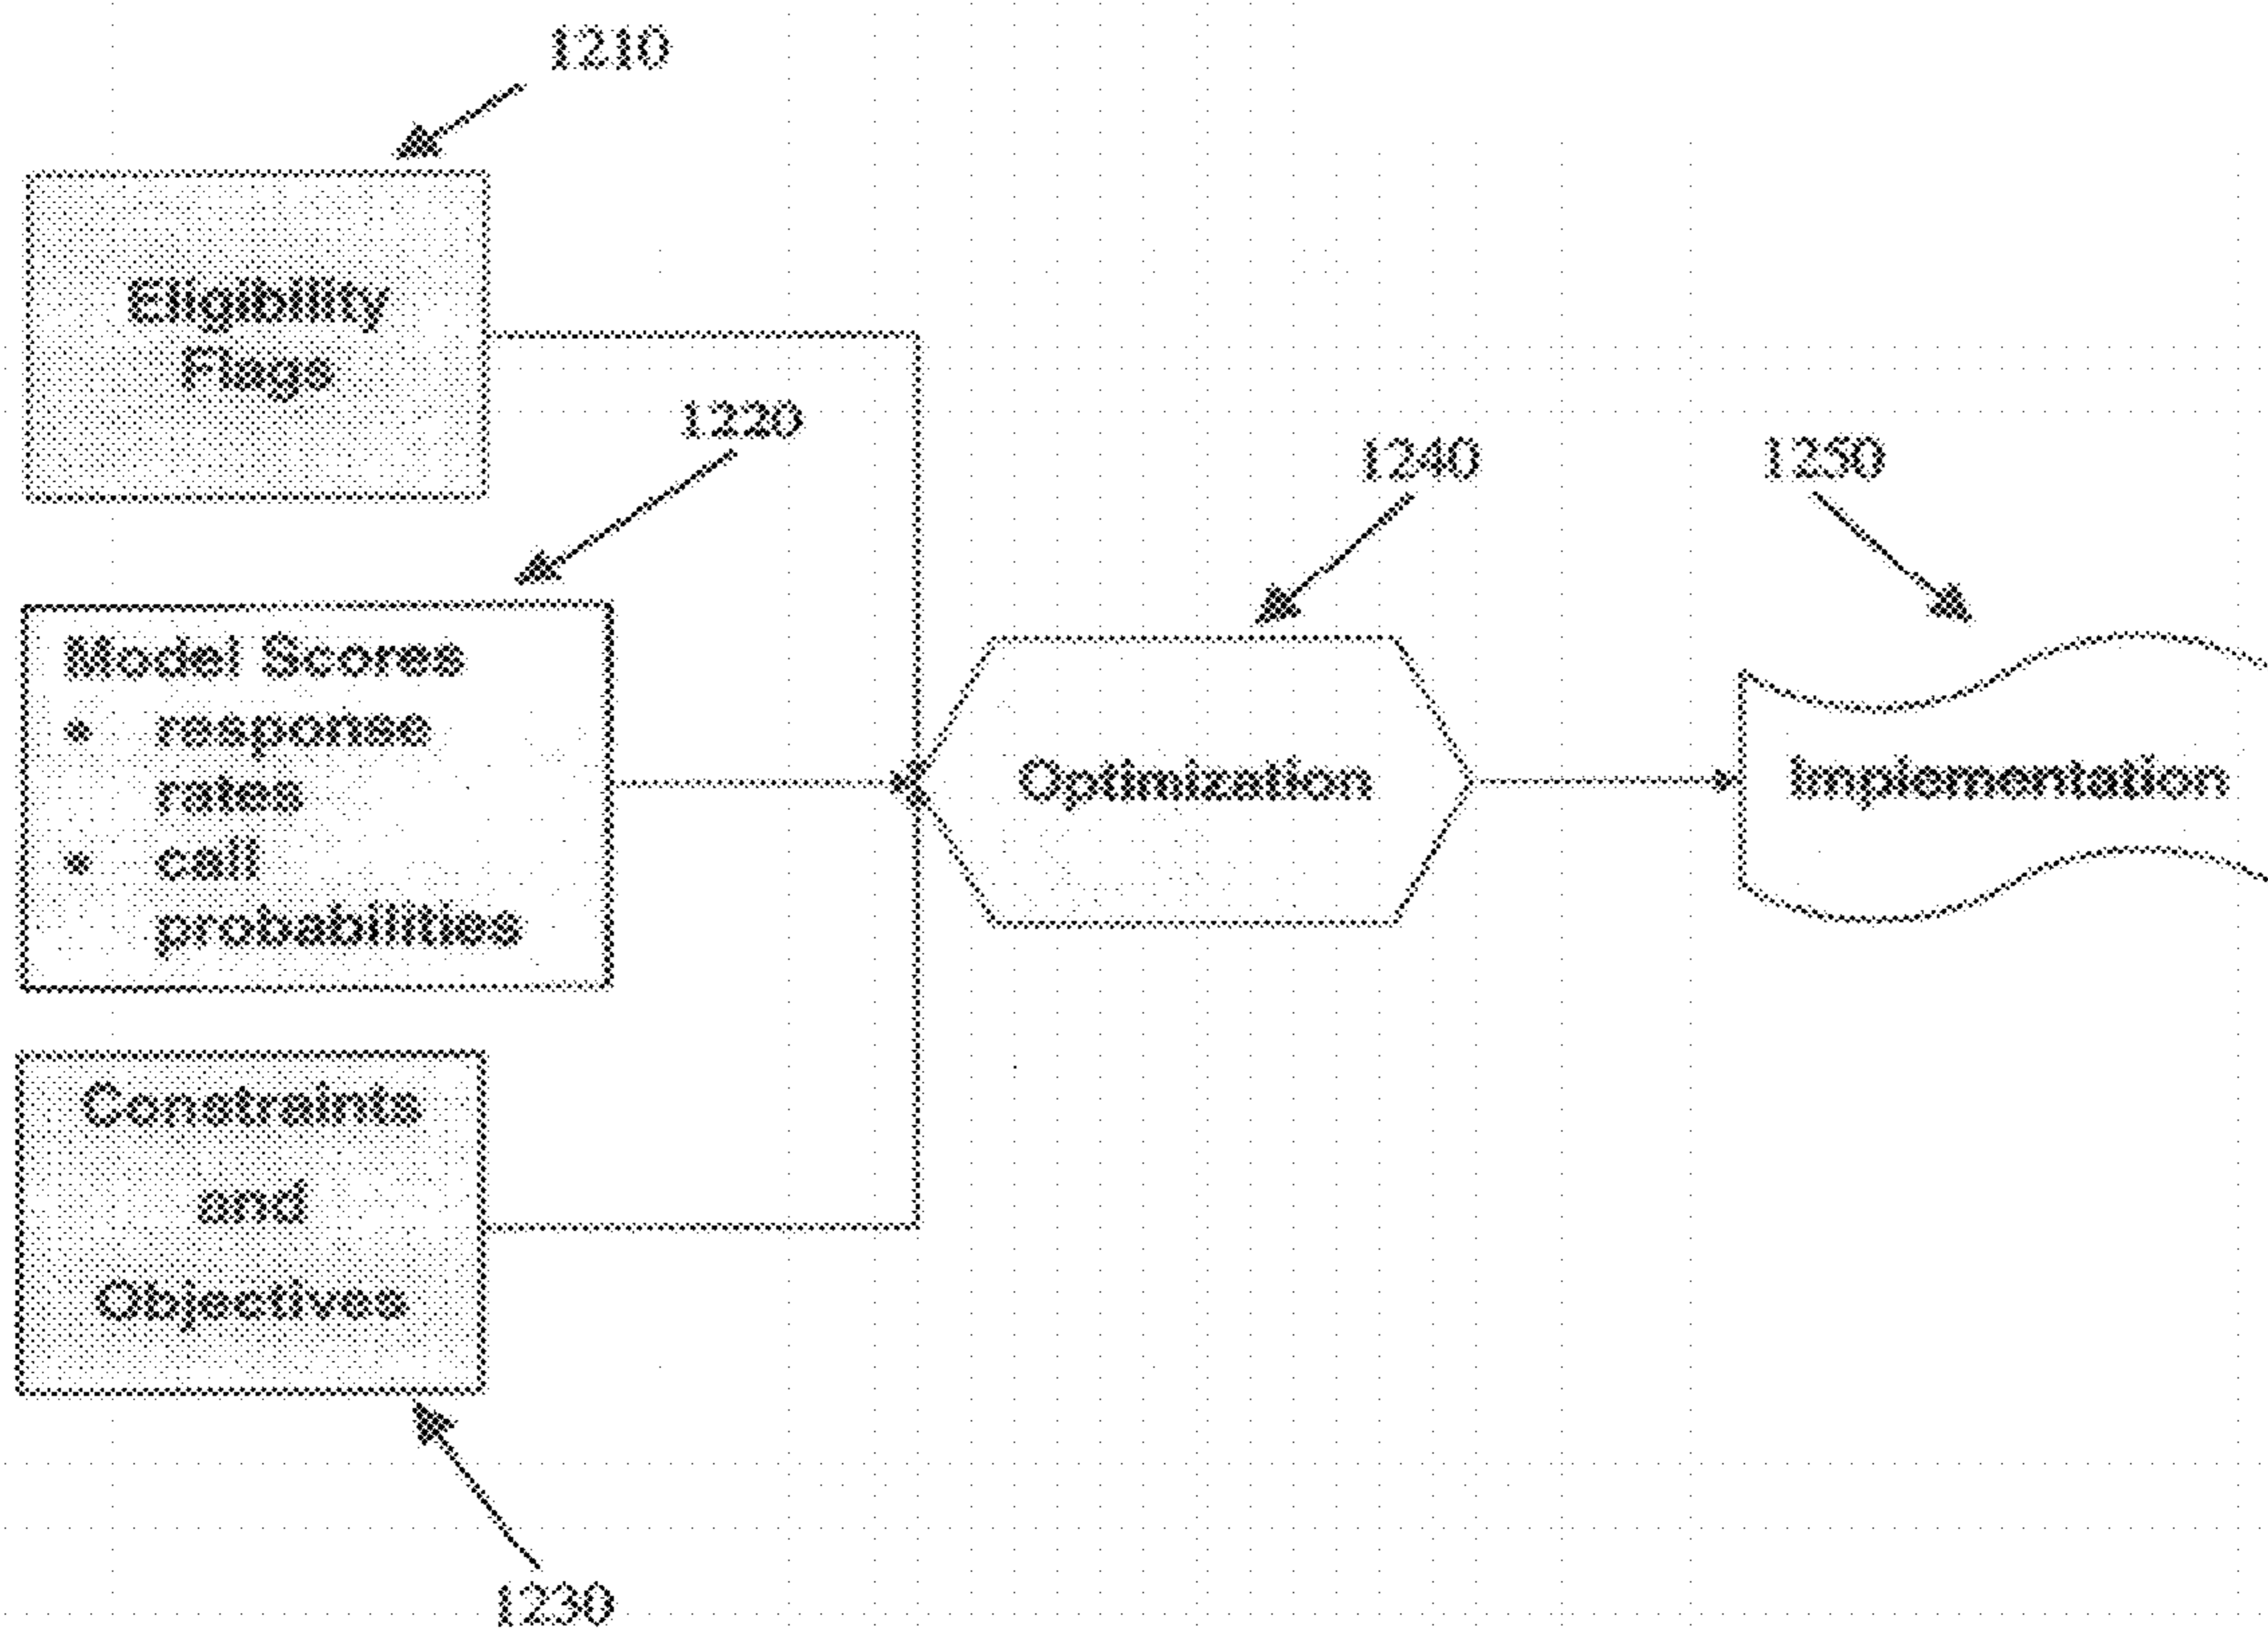 1210
Eligibility
Flags
1220
1240
1250
Model Scores
• response
rates
• call
probabilities
Optimization
Implementation
Constraints
and
Objectives
1230